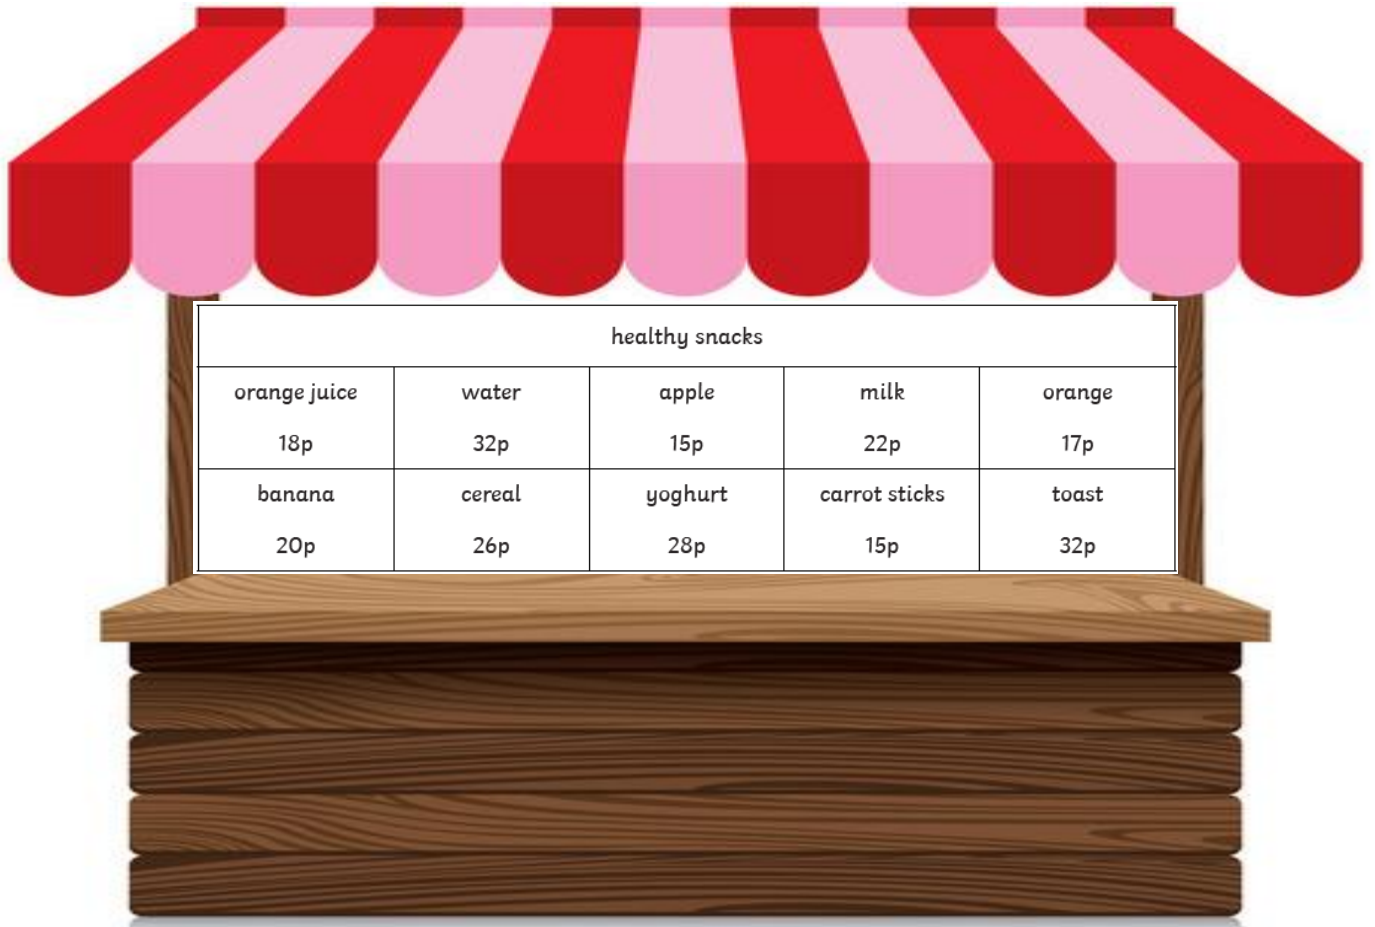 healthy snacks
orange juice water apple milk orange
18p 32p 15p 22p 17p
banana cereal yoghurt carrot sticks toast
20p 26p 28p 15p 32p